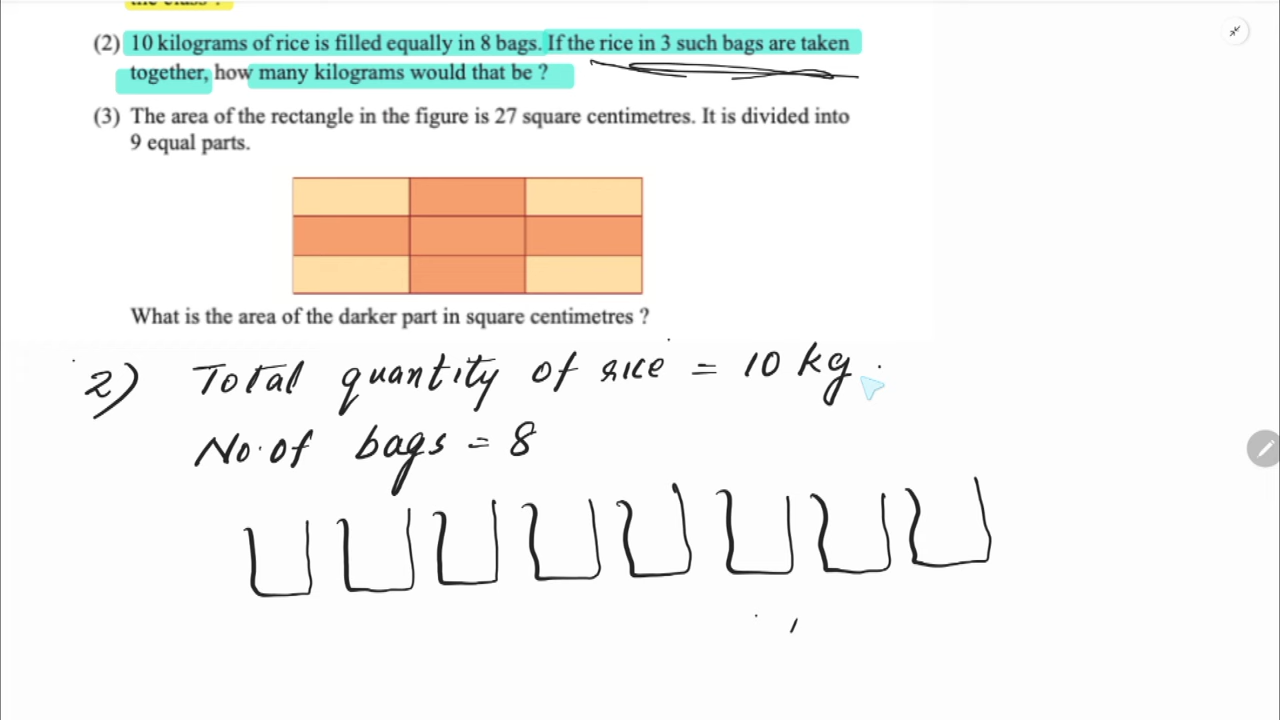 the class ?
(2) 10 kilograms of rice is filled equally in 8 bags. If the rice in 3 such bags are taken
together, how many kilograms would that be ?
(3) The area of the rectangle in the figure is 27 square centimetres. It is divided into
9 equal parts.
What is the area of the darker part in square centimetres ?
2) Total quantity of rice = 10 kg.
No. of bags = 8